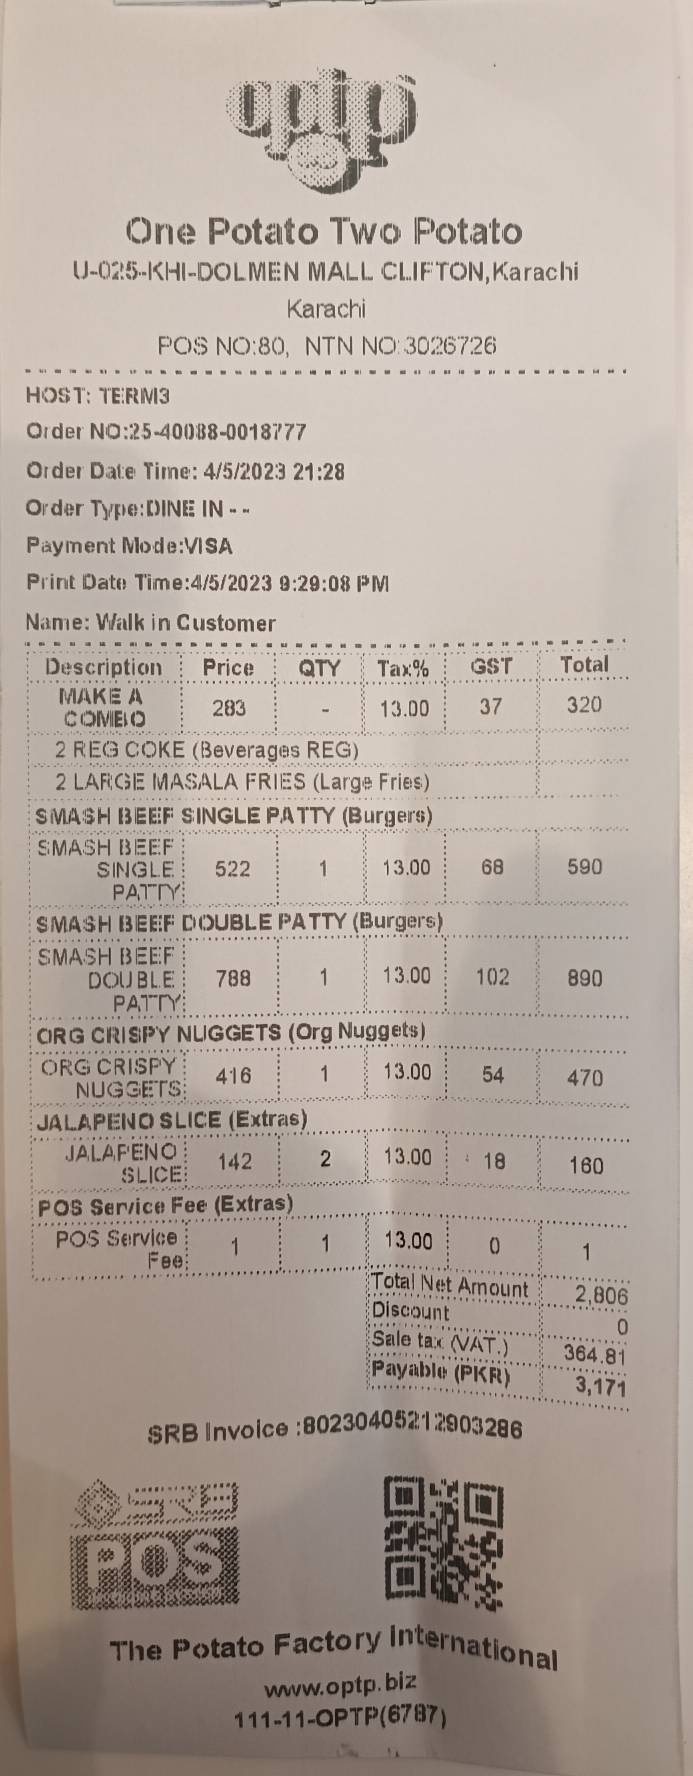 optp
One Potato Two Potato
U-025-KHI-DOLMEN MALL CLIFTON,Karachi
Karachi
POS NO:80, NTN NO:3026726
HOST: TERM3
Order NO:25-40088-0018777
Order Date Time: 4/5/2023 21:28
Order Type:DINE IN - -
Payment Mode:VISA
Print Date Time:4/5/2023 9:29:08 PM
Name: Walk in Customer
Description Price QTY Tax% GST Total
MAKE A
COMBO 283 - 13.00 37 320
2 REG COKE (Beverages REG)
2 LARGE MASALA FRIES (Large Fries)
SMASH BEEF SINGLE PATTY (Burgers)
SMASH BEEF
SINGLE 522 1 13.00 68 590
PATTY
SMASH BEEF DOUBLE PATTY (Burgers)
SMASH BEEF
DOUBLE 788 1 13.00 102 890
PATTY
ORG CRISPY NUGGETS (Org Nuggets)
ORG CRISPY
NUGGETS 416 1 13.00 54 470
JALAPENO SLICE (Extras)
JALAPENO
SLICE 142 2 13.00 18 160
POS Service Fee (Extras)
POS Service
Fee 1 1 13.00 0 1
Total Net Amount 2,806
Discount 0
Sale tax (VAT.) 364.81
Payable (PKR) 3,171
SRB Invoice :80230405212903286
SRB
POS
The Potato Factory International
www.optp.biz
111-11-OPTP(6787)